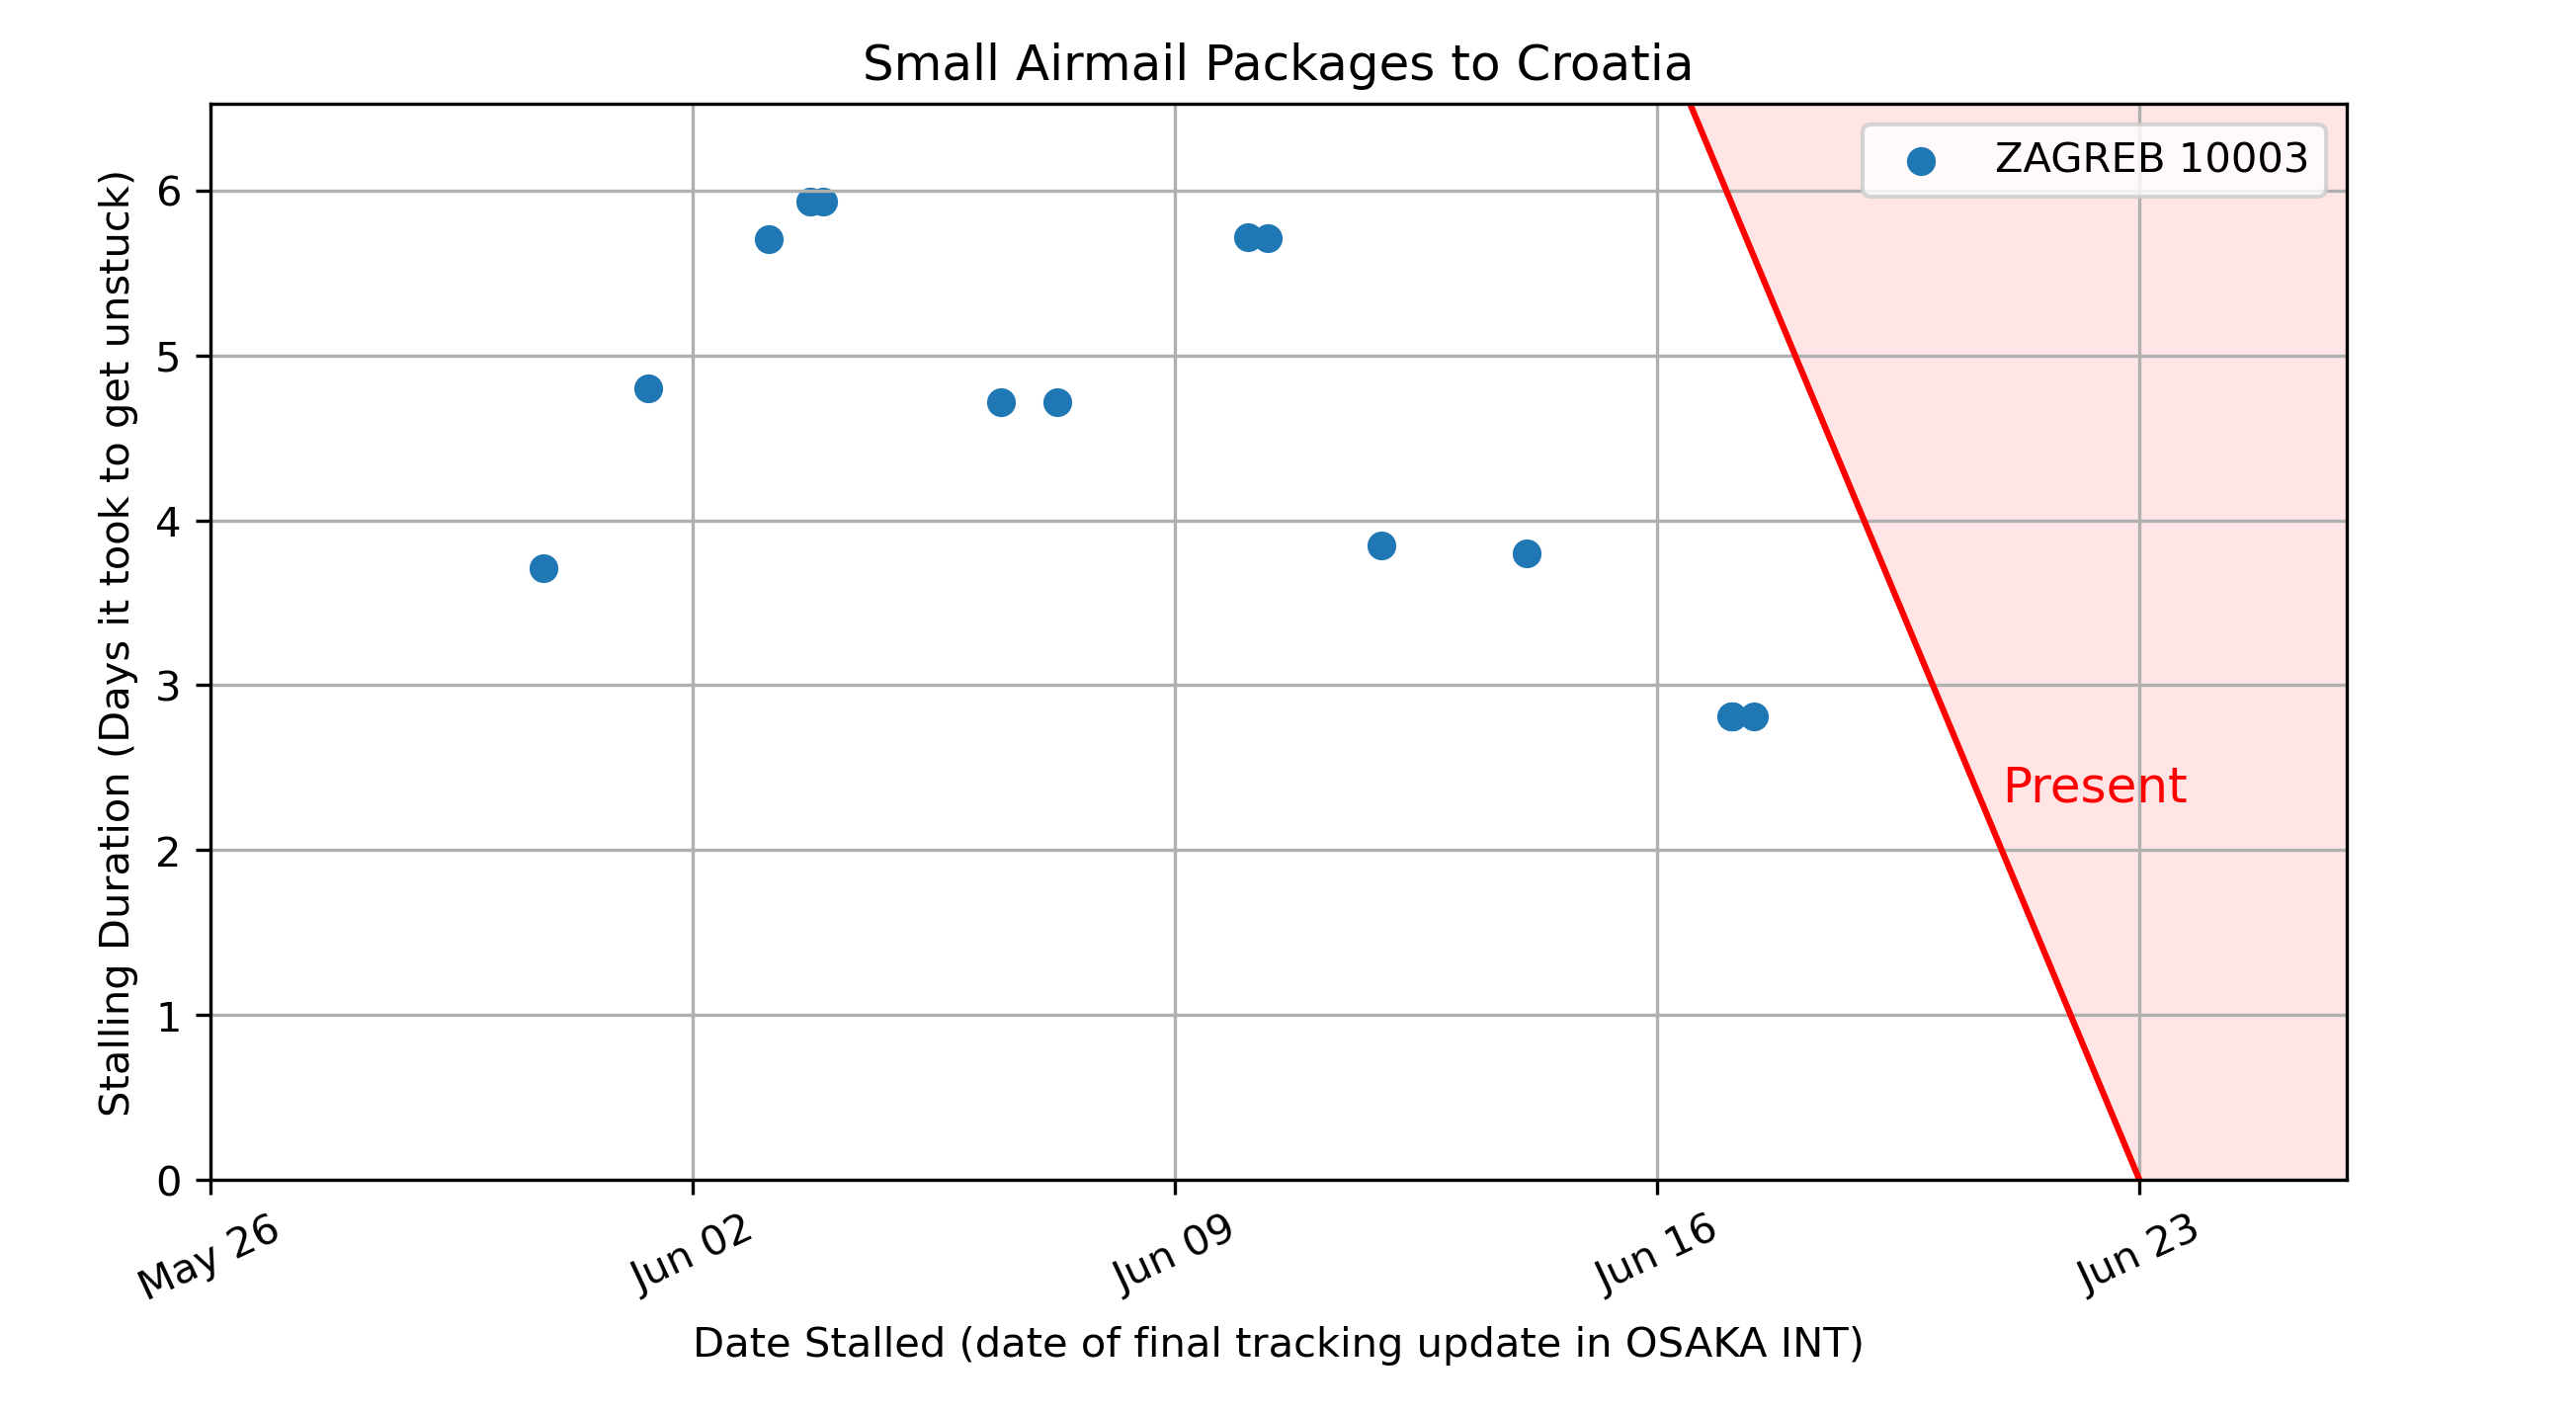 Small Airmail Packages to Croatia
ZAGREB 10003
Stalling Duration (Days it took to get unstuck)
6
5
4
3
2
1
0
Present
May 26
Jun 02
Jun 09
Jun 16
Jun 23
Date Stalled (date of final tracking update in OSAKA INT)